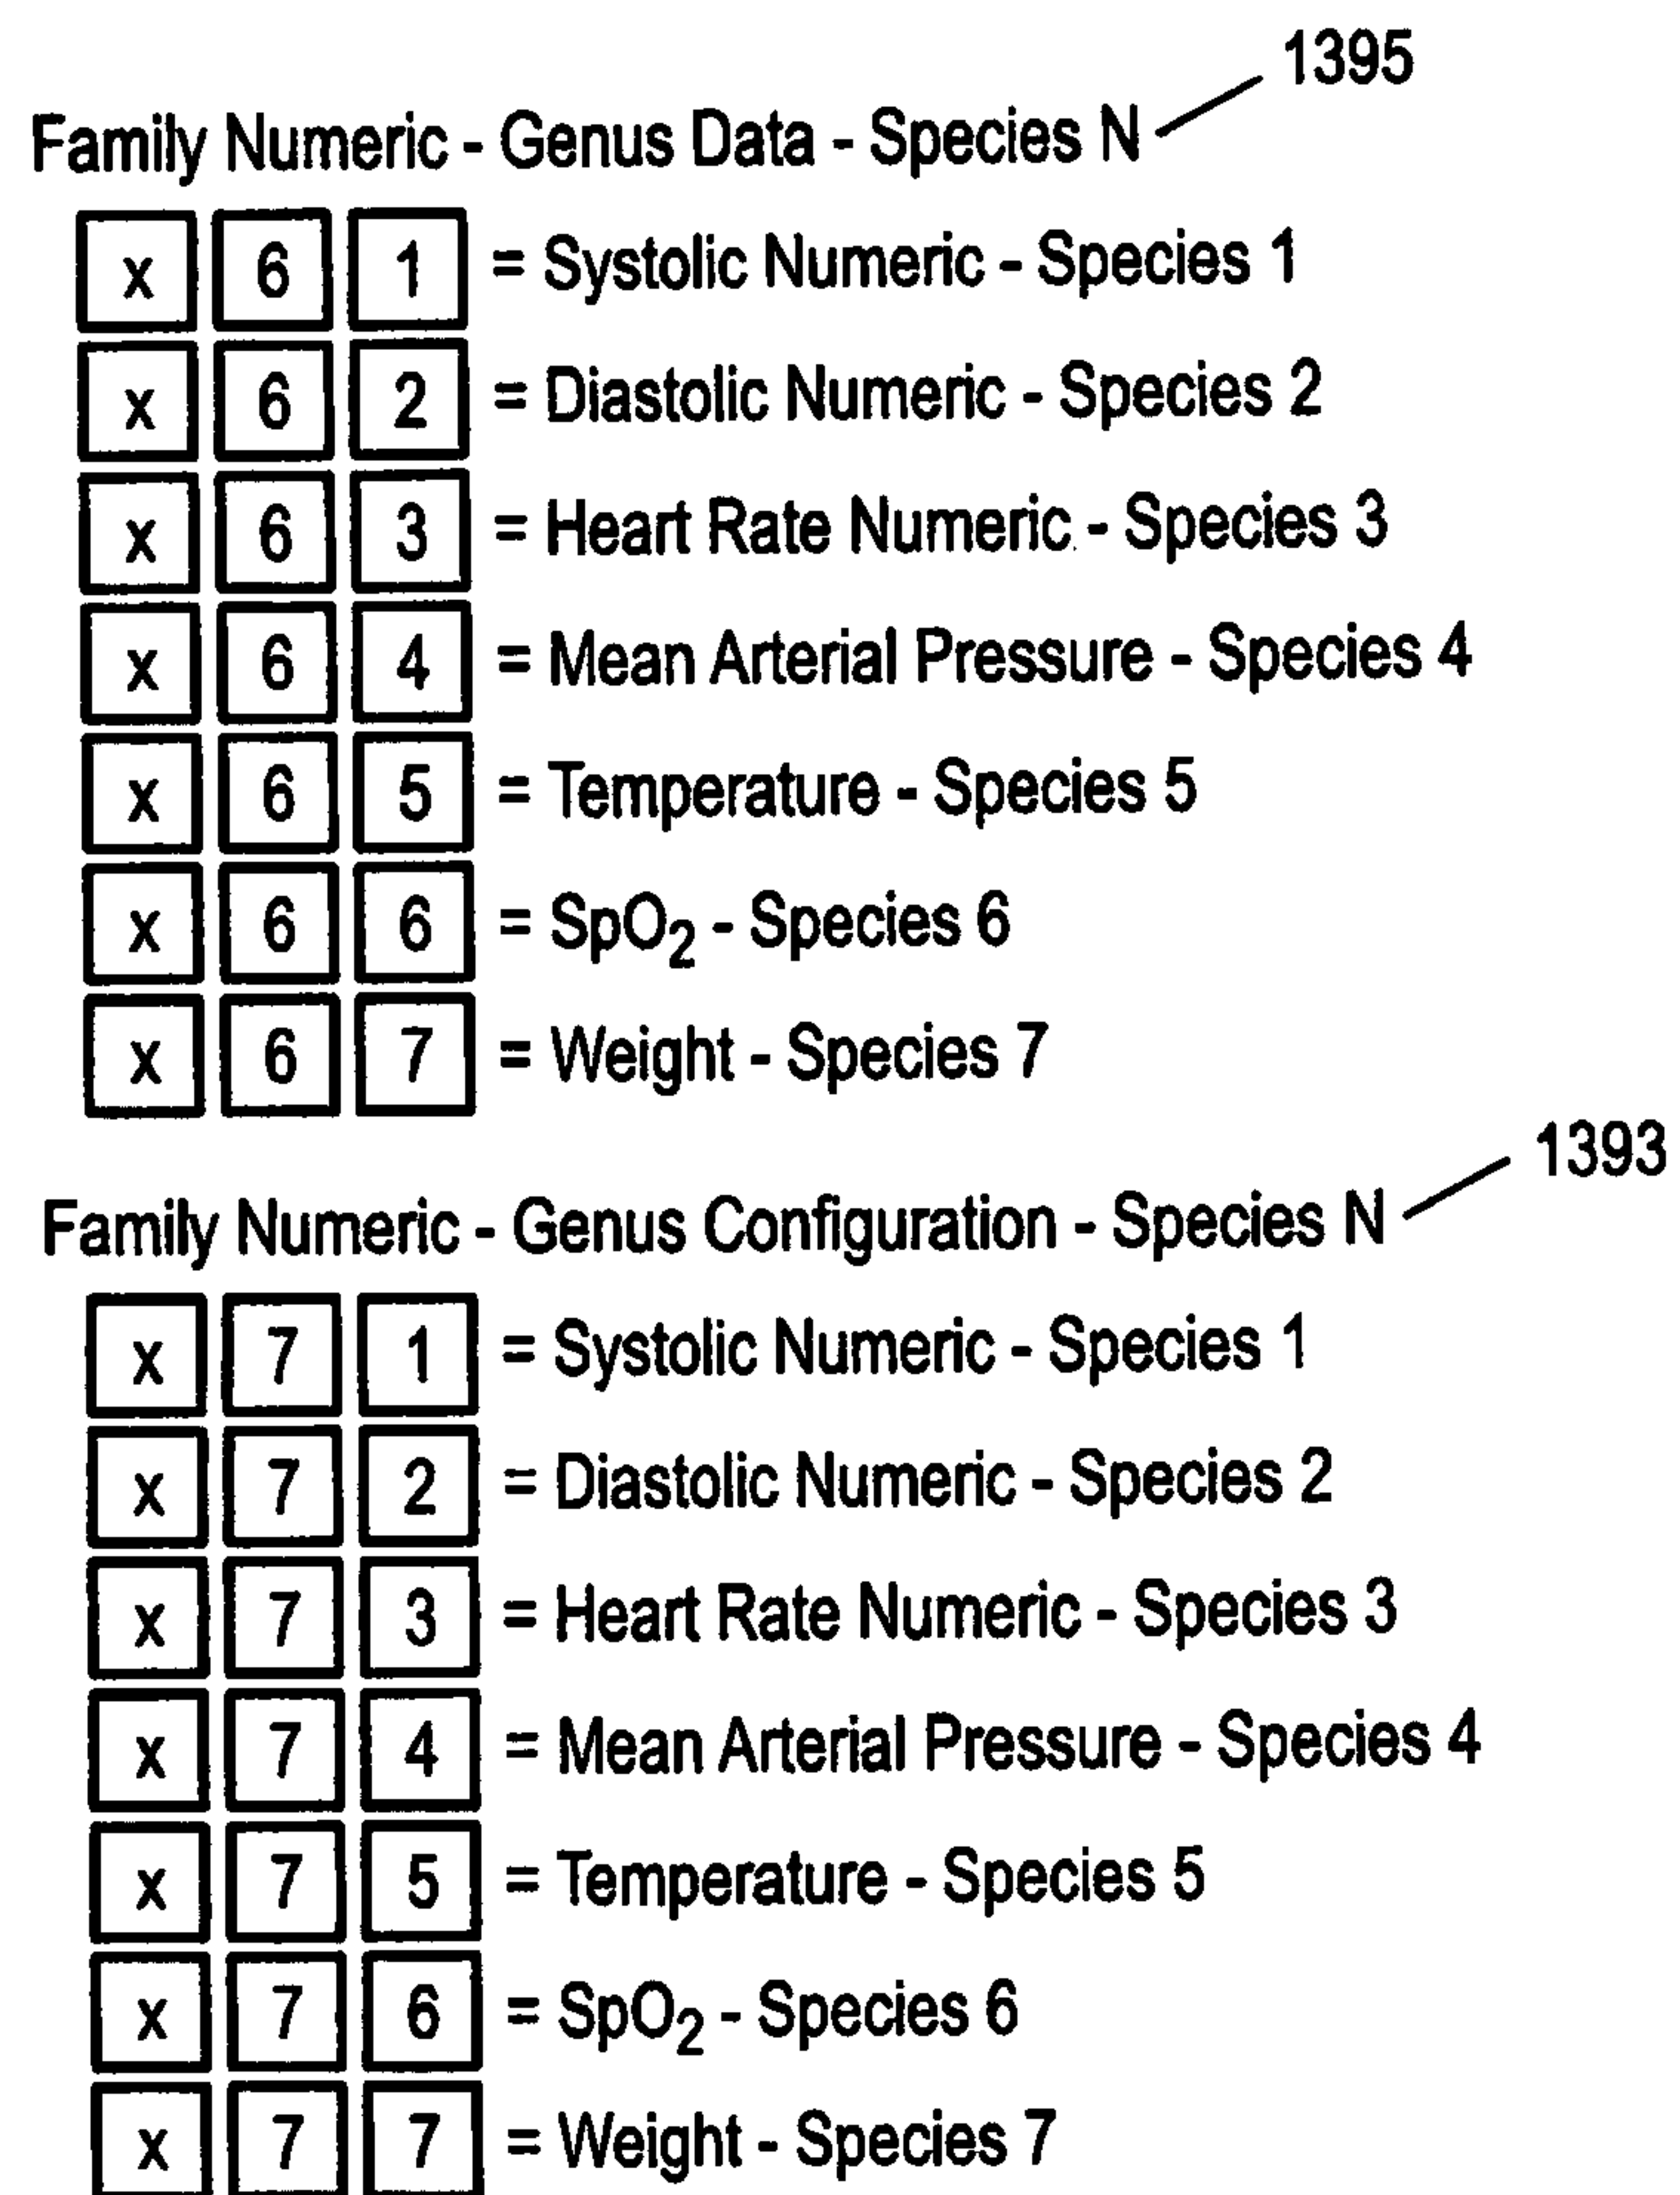 1395
Family Numeric - Genus Data - Species N
x 6 1 = Systolic Numeric - Species 1
x 6 2 = Diastolic Numeric - Species 2
x 6 3 = Heart Rate Numeric - Species 3
x 6 4 = Mean Arterial Pressure - Species 4
x 6 5 = Temperature - Species 5
x 6 6 = SpO₂ - Species 6
x 6 7 = Weight - Species 7
1393
Family Numeric - Genus Configuration - Species N
x 7 1 = Systolic Numeric - Species 1
x 7 2 = Diastolic Numeric - Species 2
x 7 3 = Heart Rate Numeric - Species 3
x 7 4 = Mean Arterial Pressure - Species 4
x 7 5 = Temperature - Species 5
x 7 6 = SpO₂ - Species 6
x 7 7 = Weight - Species 7